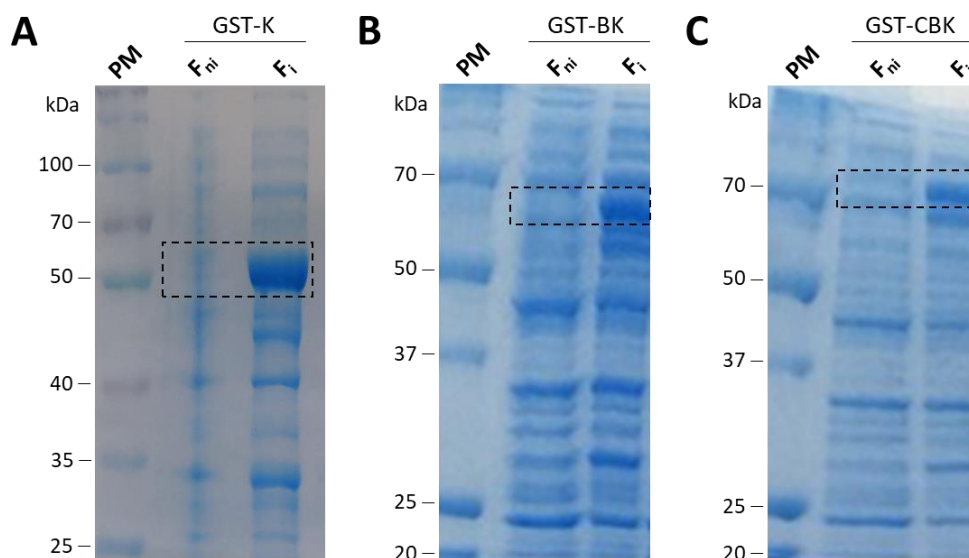 A
GST-K
PM
Fni
Fi
kDa
100
70
50
40
35
25
B
GST-BK
PM
Fni
Fi
kDa
70
50
37
25
20
C
GST-CBK
PM
Fni
Fi
kDa
70
50
37
25
20